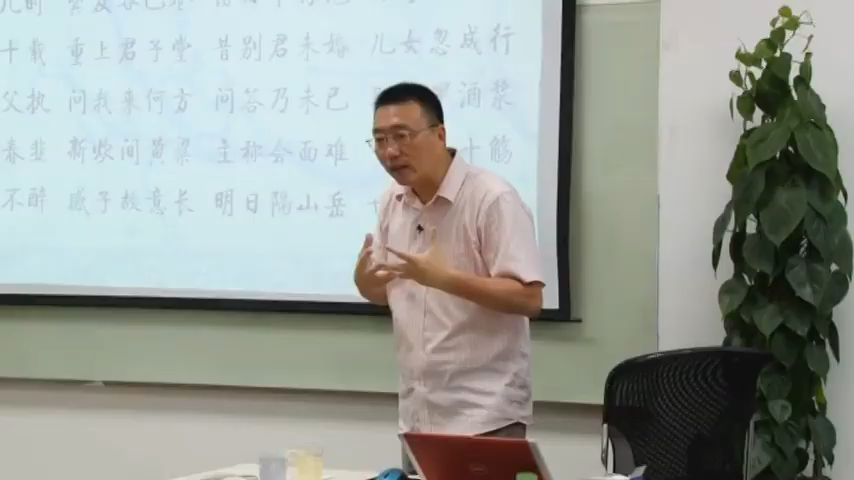 十载 重上君子堂 昔别君未婚 儿女忽成行
父执 问我来何方 问答乃未已 酒浆
春韭 新炊间黄粱 主称会面难 十觞
不醉 感子故意长 明日隔山岳